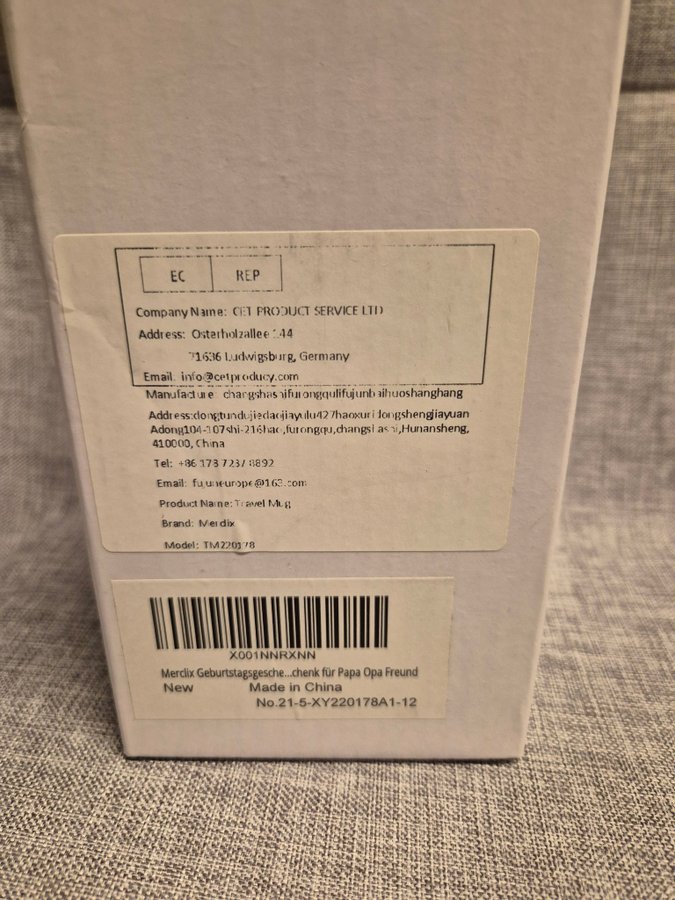 EC REP
Company Name: CET PRODUCT SERVICE LTD
Address: Osterholzallee 144
71636 Ludwigsburg, Germany
Email: info@cetproducy.com
Manufacture: changshashifurongqulifujunbaihuoshanghang
Address:dongtundujiedaojiayulu427haoxuridongshengjiayuan
Adong104-107shi-216hao,furongqu,changshashi,Hunansheng,
410000, China
Tel: +86 173 7237 8892
Email: fujuneurope@163.com
Product Name: Travel Mug
Brand: Merclix
Model: TM220178
X001NNRXNN
Merclix Geburtstagsgesche...chenk für Papa Opa Freund
New Made in China
No.21-5-XY220178A1-12